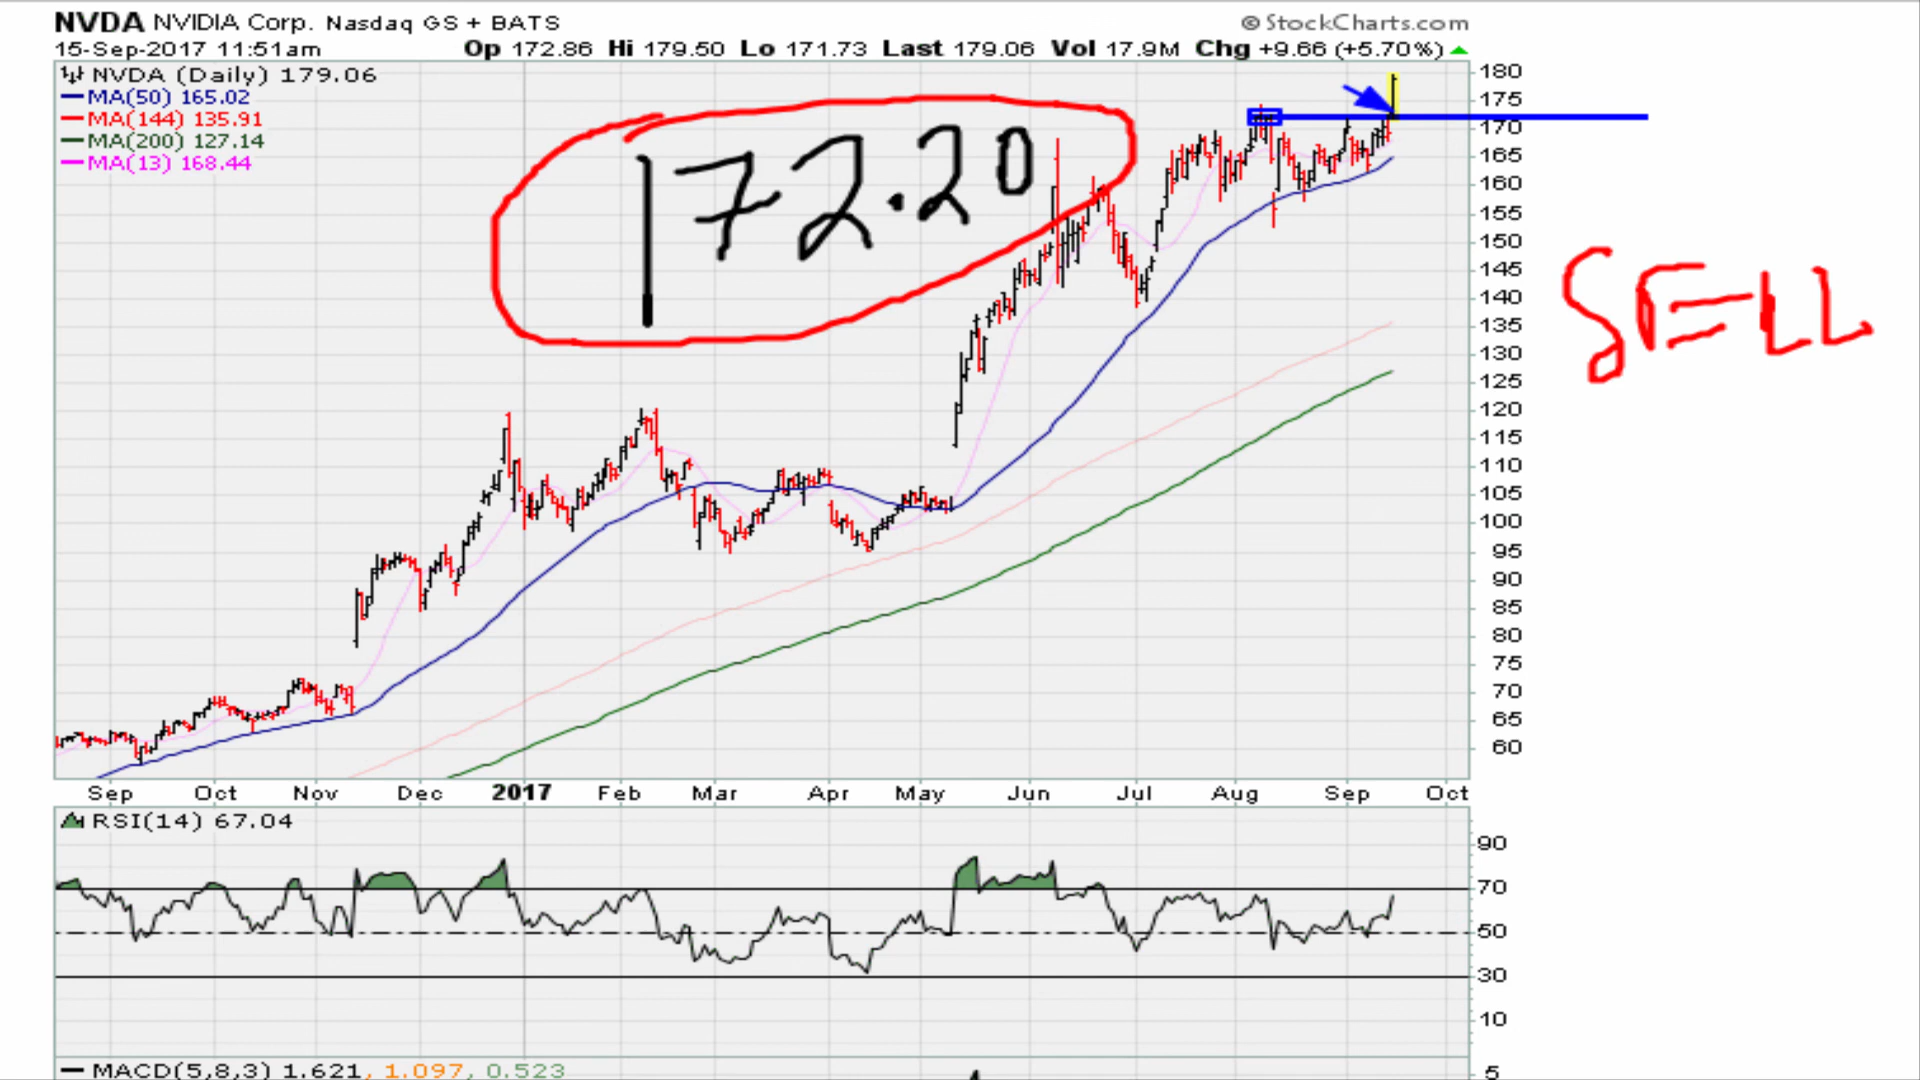 NVDA NVIDIA Corp. Nasdaq GS + BATS © StockCharts.com
15-Sep-2017 11:51am Op 172.86 Hi 179.50 Lo 171.73 Last 179.06 Vol 17.9M Chg +9.66 (+5.70%)
NVDA (Daily) 179.06
MA(50) 165.02
MA(144) 135.91
MA(200) 127.14
MA(13) 168.44
172.20
SELL
180
175
170
165
160
155
150
145
140
135
130
125
120
115
110
105
100
95
90
85
80
75
70
65
60
Sep Oct Nov Dec 2017 Feb Mar Apr May Jun Jul Aug Sep Oct
RSI(14) 67.04
90
70
50
30
10
MACD(5,8,3) 1.621, 1.097, 0.523
5